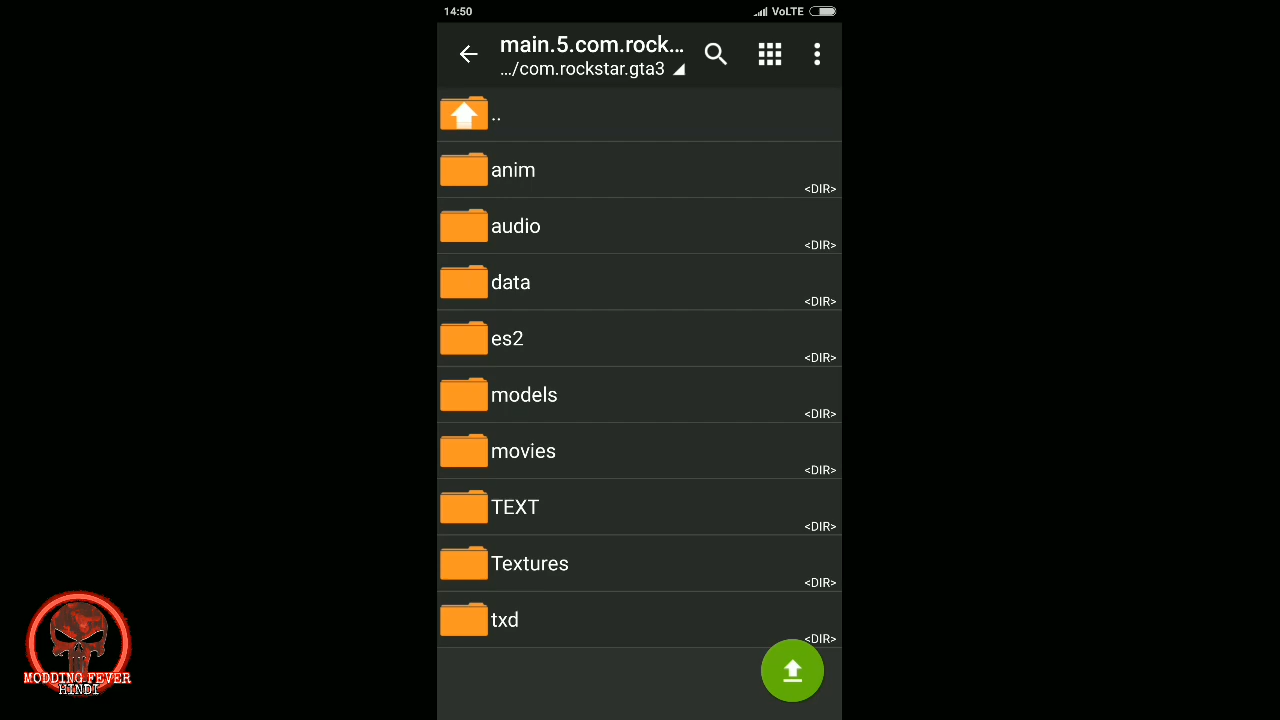 14:50
VoLTE
main.5.com.rock...
.../com.rockstar.gta3
..
anim
<DIR>
audio
<DIR>
data
<DIR>
es2
<DIR>
models
<DIR>
movies
<DIR>
TEXT
<DIR>
Textures
<DIR>
txd
<DIR>
MODDING FEVER
HINDI